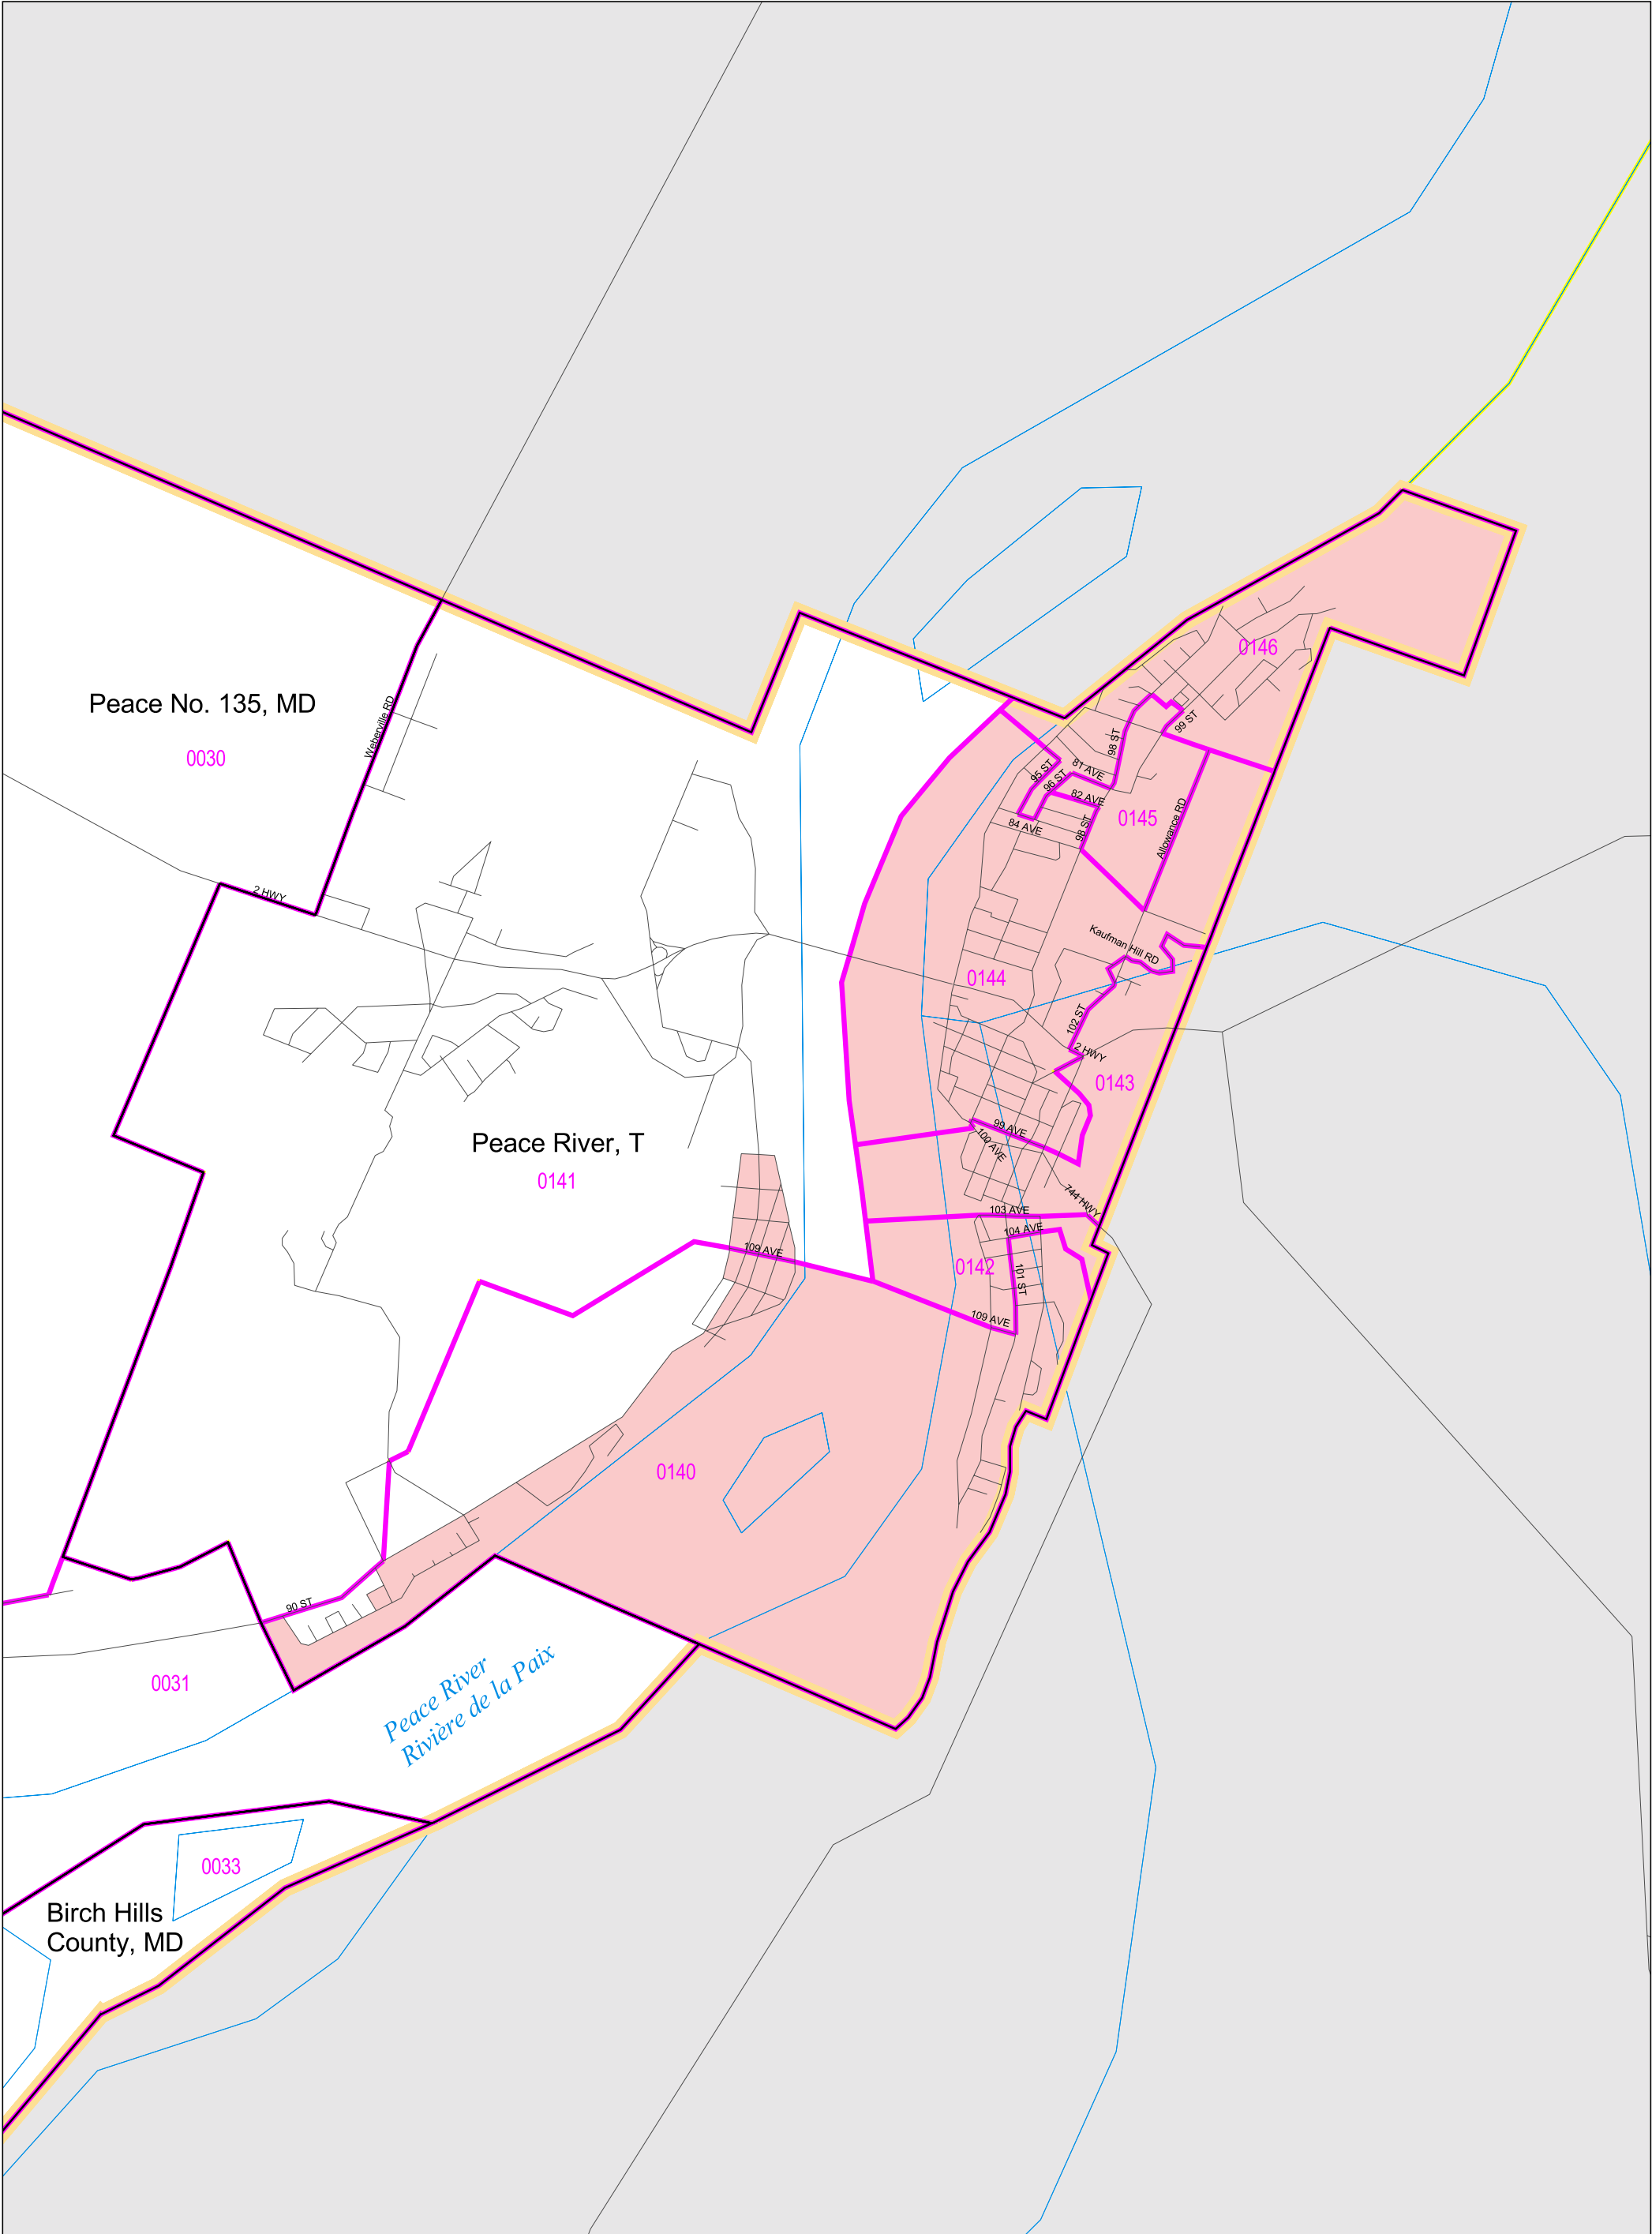 0146
Peace No. 135, MD
0030
Weberville RD
99 ST
98 ST
95 ST
96 ST
81 AVE
82 AVE
84 AVE
98 ST
0145
Allowance RD
2 HWY
Kaufman Hill RD
0144
102 ST
2 HWY
0143
99 AVE
100 AVE
Peace River, T
0141
744 HWY
103 AVE
104 AVE
109 AVE
0142
101 ST
109 AVE
0140
90 ST
0031
Peace River
Rivière de la Paix
0033
Birch Hills
County, MD